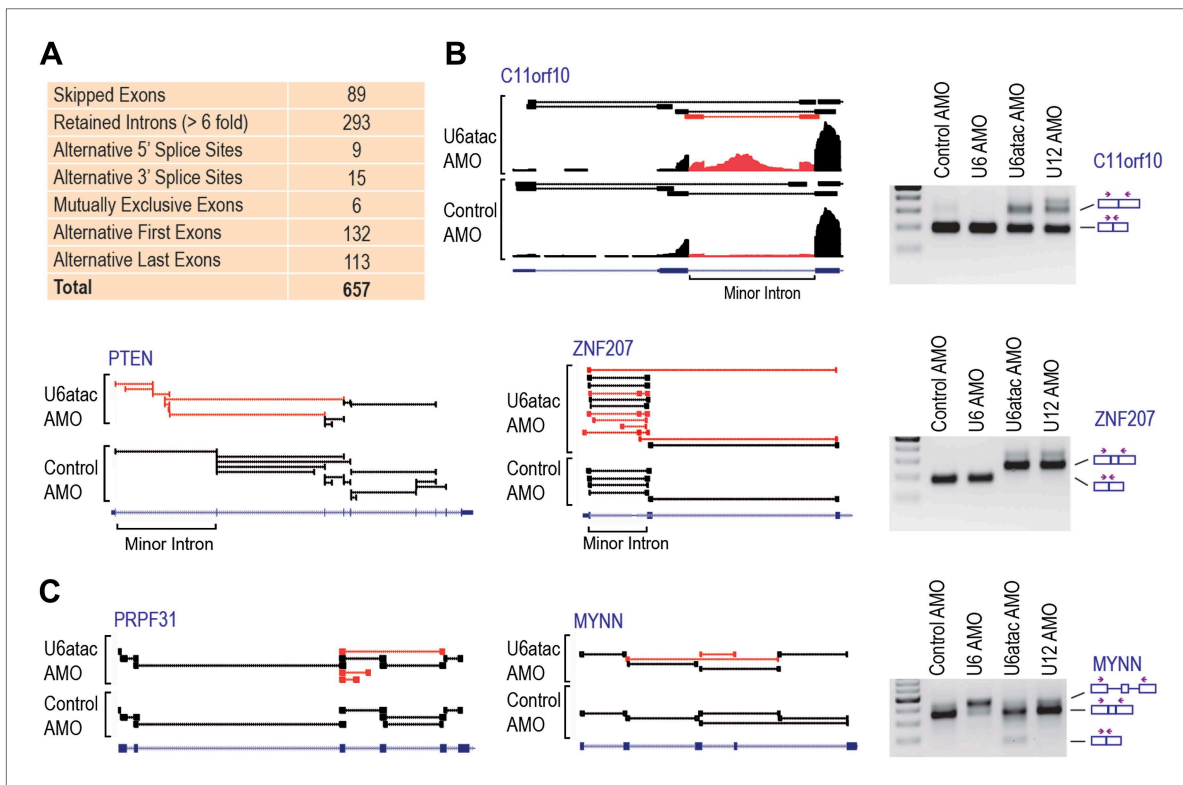 A
Skipped Exons 89
Retained Introns (> 6 fold) 293
Alternative 5' Splice Sites 9
Alternative 3' Splice Sites 15
Mutually Exclusive Exons 6
Alternative First Exons 132
Alternative Last Exons 113
Total 657
B
C11orf10
U6atac
AMO
Control
AMO
Minor Intron
Control AMO
U6 AMO
U6atac AMO
U12 AMO
C11orf10
PTEN
U6atac
AMO
Control
AMO
Minor Intron
ZNF207
U6atac
AMO
Control
AMO
Minor Intron
Control AMO
U6 AMO
U6atac AMO
U12 AMO
ZNF207
C
PRPF31
U6atac
AMO
Control
AMO
MYNN
U6atac
AMO
Control
AMO
Control AMO
U6 AMO
U6atac AMO
U12 AMO
MYNN